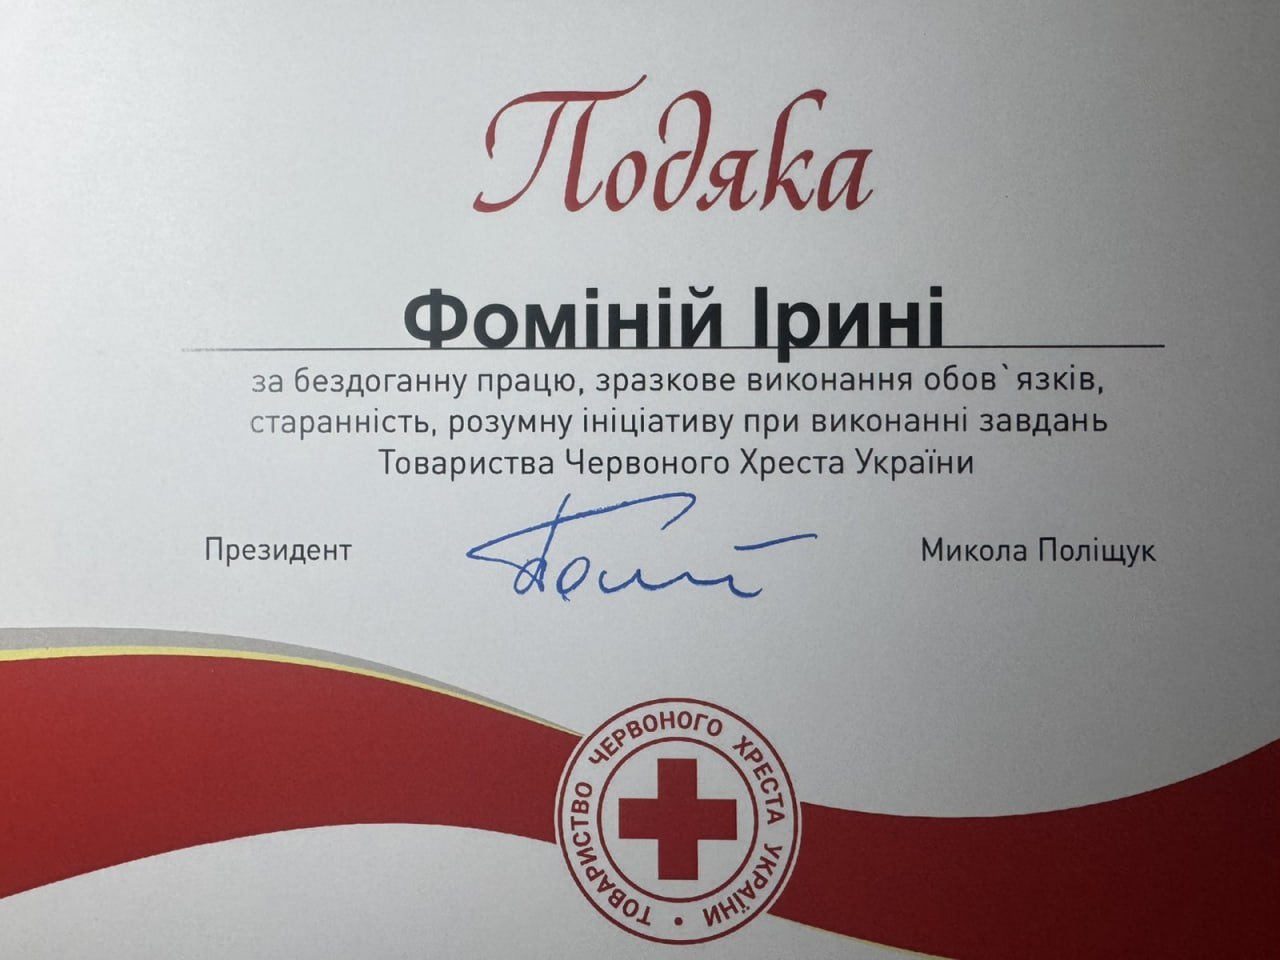 Подяка
Фоміній Ірині
за бездоганну працю, зразкове виконання обов`язків,
старанність, розумну ініціативу при виконанні завдань
Товариства Червоного Хреста України
Президент
Микола Поліщук
ТОВАРИСТВО ЧЕРВОНОГО ХРЕСТА УКРАЇНИ •